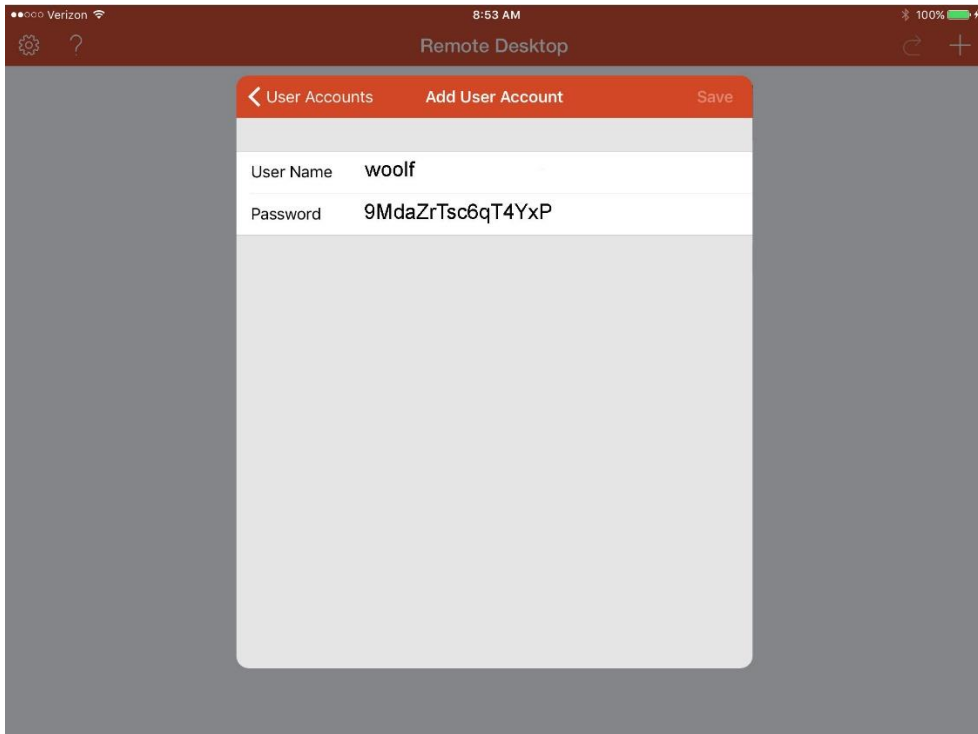 Verizon 8:53 AM 100%
? Remote Desktop
User Accounts Add User Account Save
User Name woolf
Password 9MdaZrTsc6qT4YxP